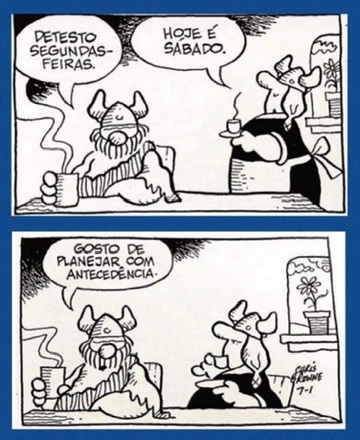 DETESTO
SEGUNDAS-
FEIRAS.
HOJE É
SÁBADO.
GOSTO DE
PLANEJAR COM
ANTECEDÊNCIA.
CHRIS
BROWNE
7-1